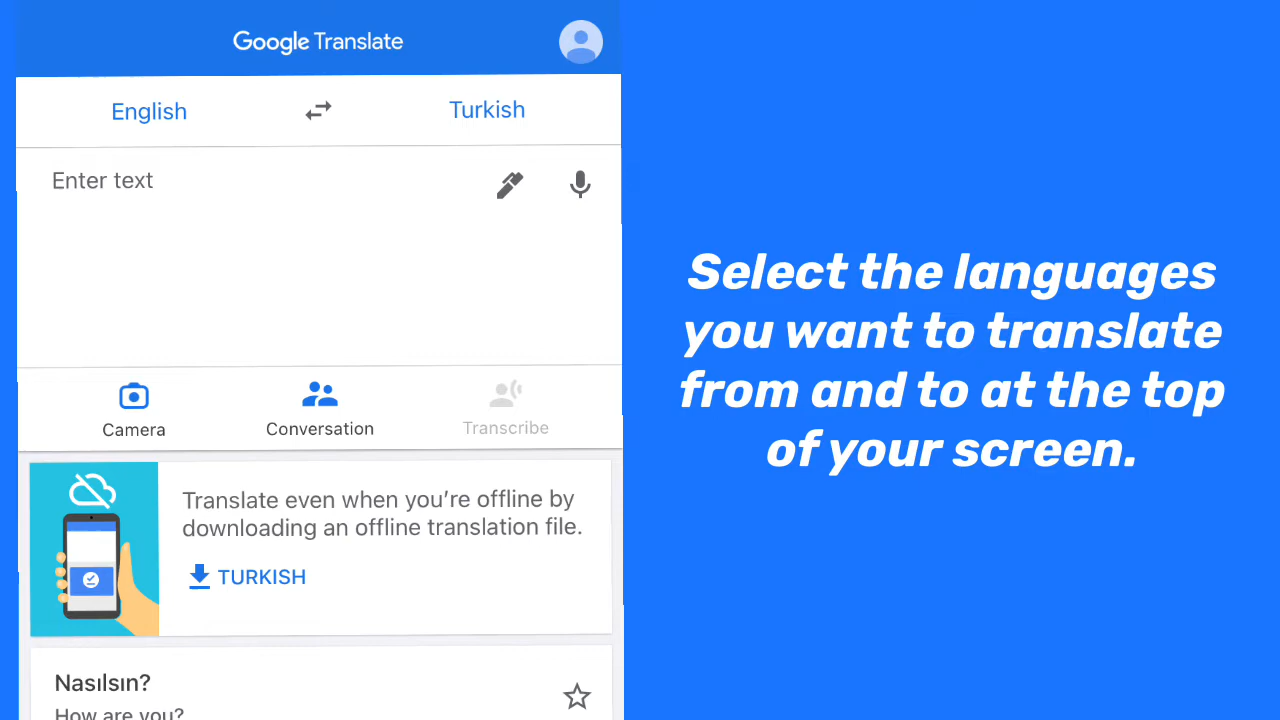 Google Translate
English
Turkish
Enter text
Camera
Conversation
Transcribe
Translate even when you're offline by
downloading an offline translation file.
TURKISH
Nasılsın?
How are you?
Select the languages
you want to translate
from and to at the top
of your screen.